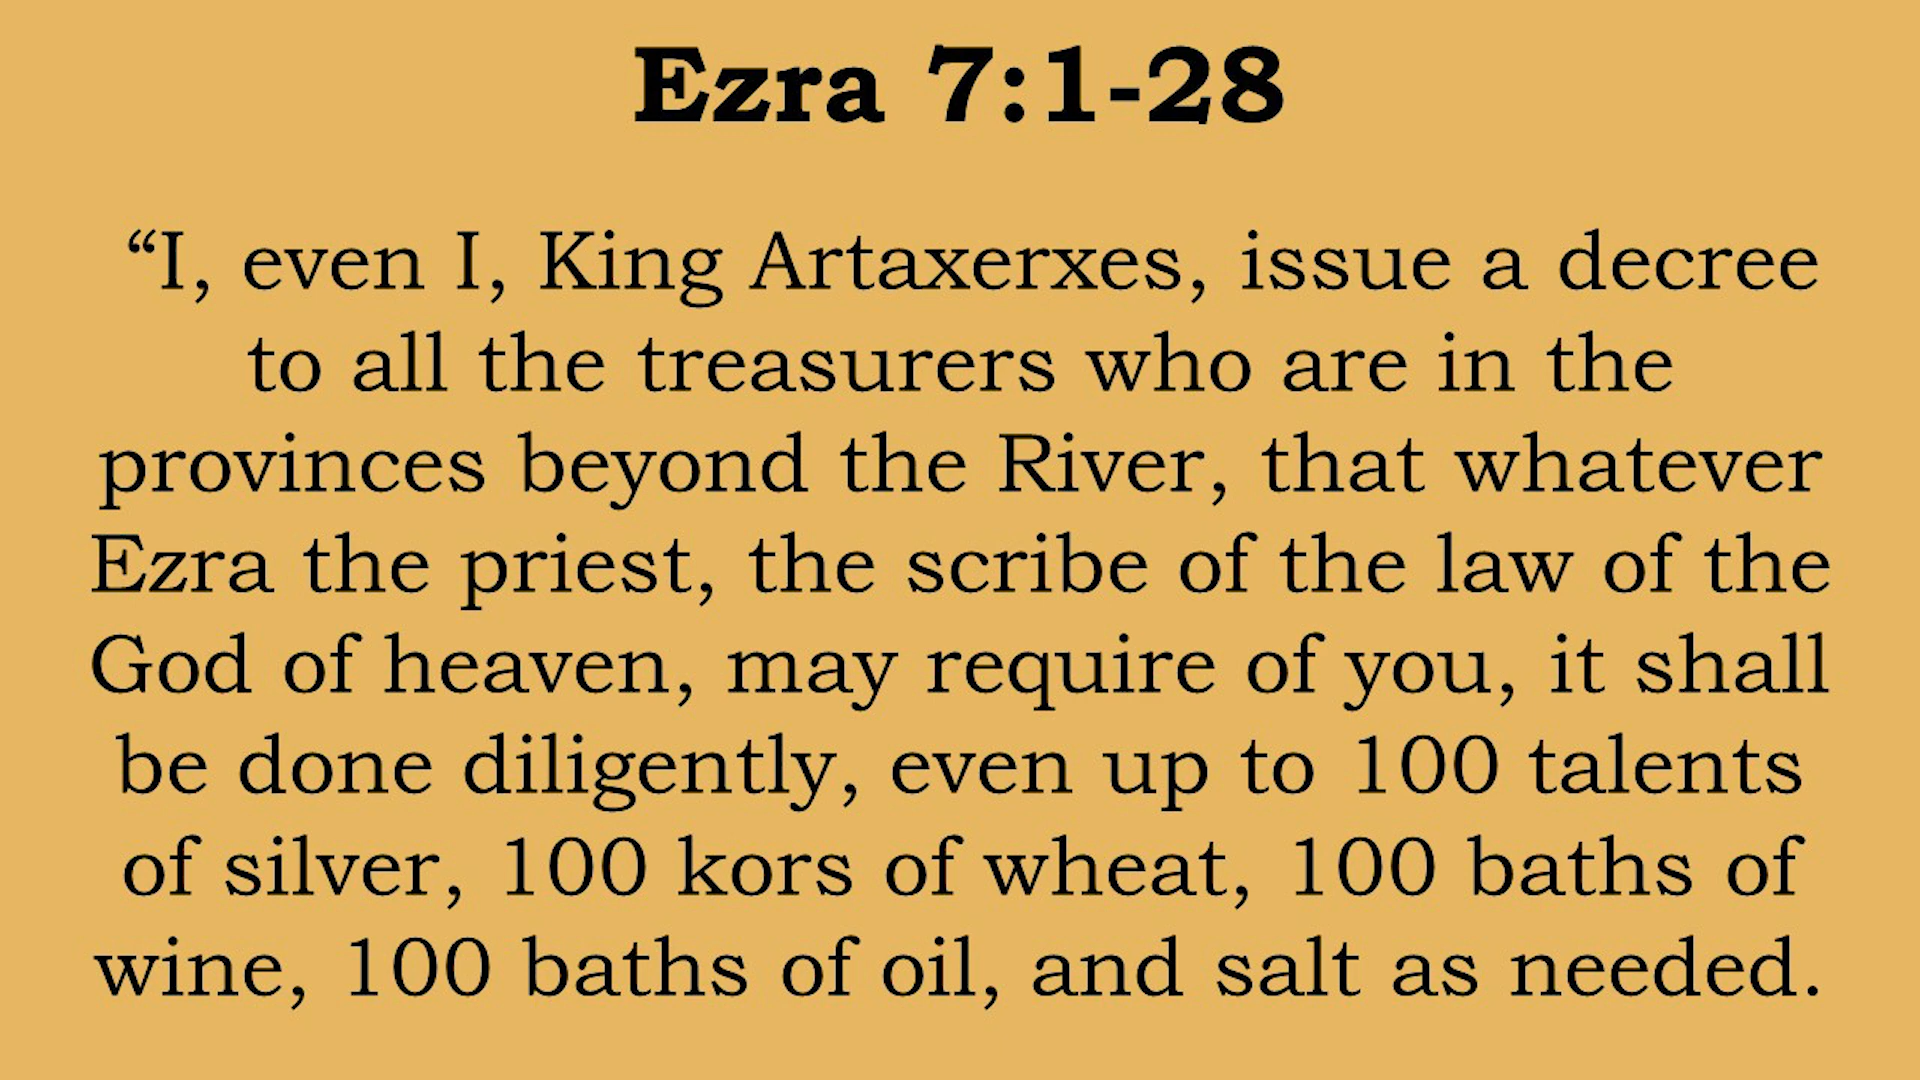 Ezra 7:1-28
“I, even I, King Artaxerxes, issue a decree
to all the treasurers who are in the
provinces beyond the River, that whatever
Ezra the priest, the scribe of the law of the
God of heaven, may require of you, it shall
be done diligently, even up to 100 talents
of silver, 100 kors of wheat, 100 baths of
wine, 100 baths of oil, and salt as needed.